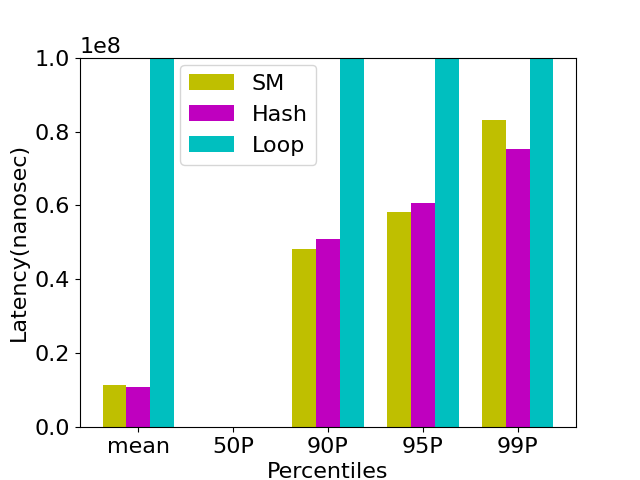 1e8
1.0
0.8
0.6
0.4
0.2
0.0
Latency(nanosec)
SM
Hash
Loop
mean 50P 90P 95P 99P
Percentiles